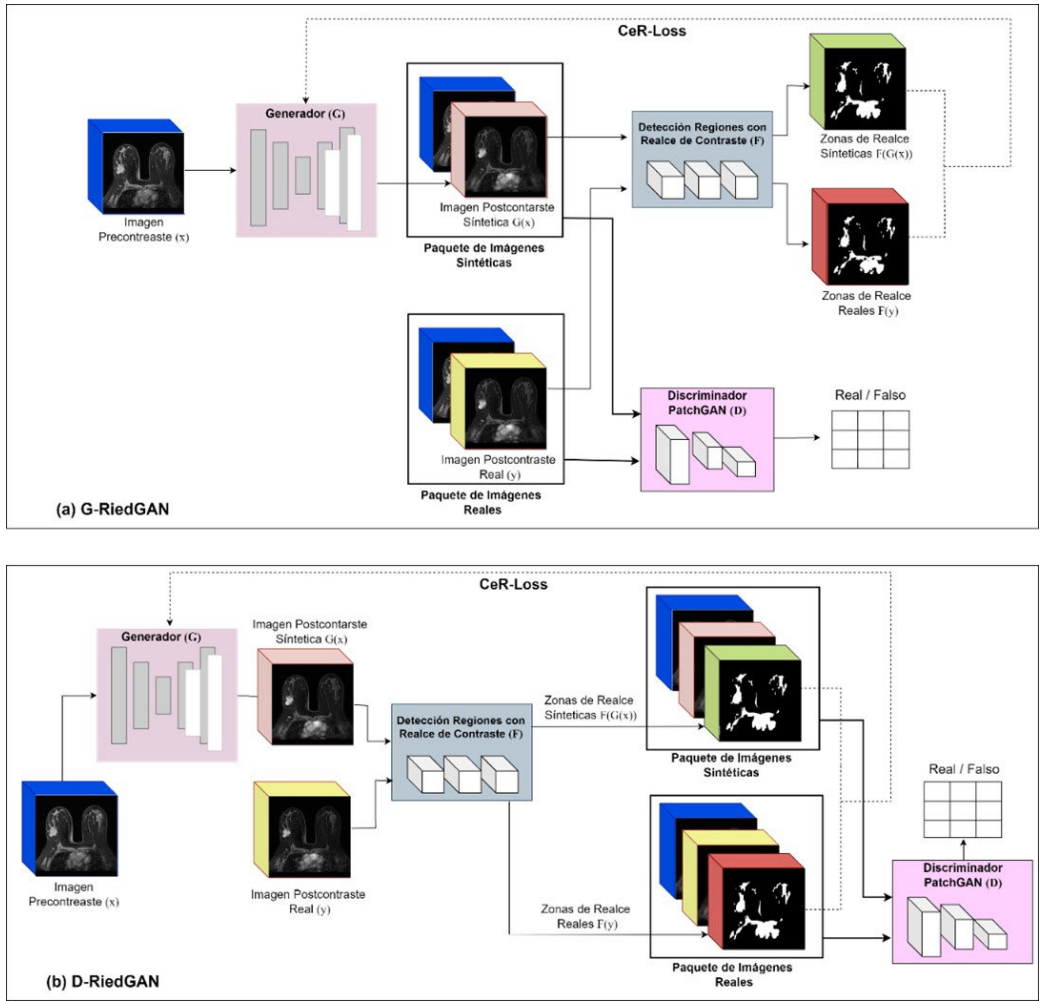 CeR-Loss
Generador (G)
Detección Regiones con
Realce de Contraste (F)
Zonas de Realce
Sínteticas F(G(x))
Imagen
Precontreaste (x)
Imagen Postcontarste
Síntetica G(x)
Paquete de Imágenes
Sintéticas
Zonas de Realce
Reales F(y)
Discriminador
PatchGAN (D)
Real / Falso
Imagen Postcontraste
Real (y)
Paquete de Imágenes
Reales
(a) G-RiedGAN
CeR-Loss
Imagen Postcontarste
Síntetica G(x)
Generador (G)
Zonas de Realce
Sínteticas F(G(x))
Detección Regiones con
Realce de Contraste (F)
Paquete de Imágenes
Sintéticas
Real / Falso
Imagen
Precontreaste (x)
Imagen Postcontraste
Real (y)
Zonas de Realce
Reales F(y)
Discriminador
PatchGAN (D)
Paquete de Imágenes
Reales
(b) D-RiedGAN